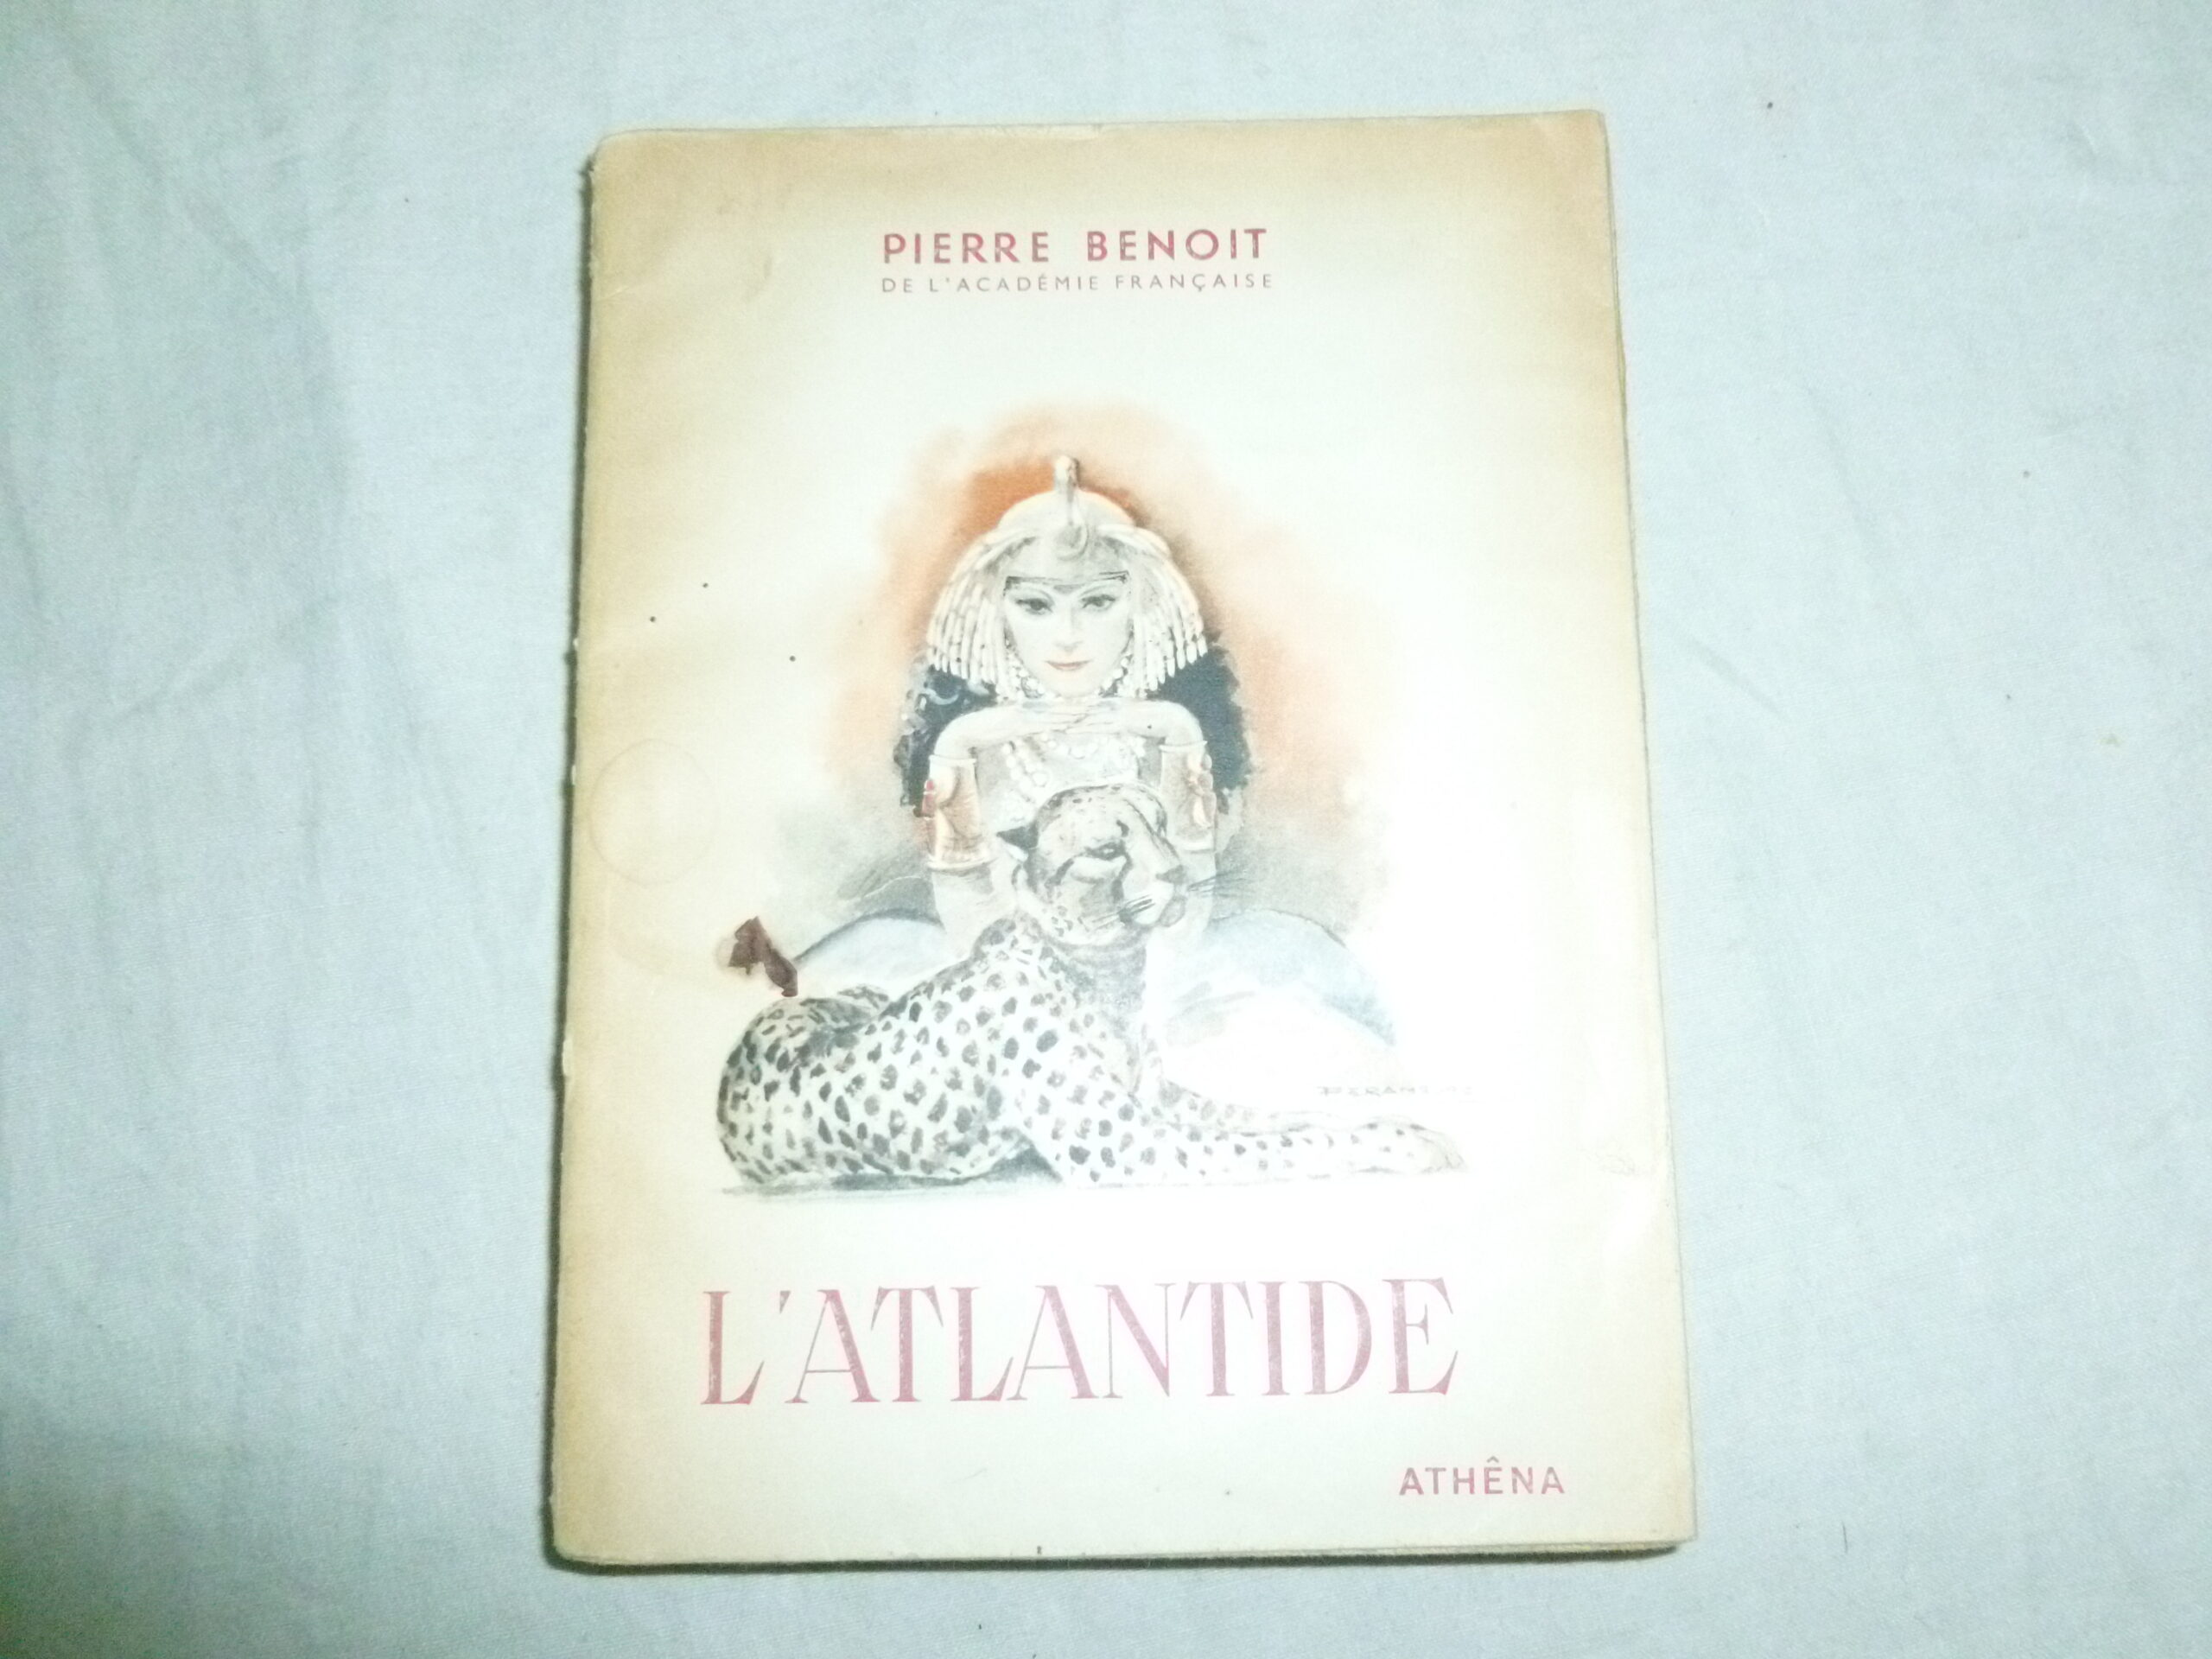 PIERRE BENOIT
DE L'ACADÉMIE FRANÇAISE
L'ATLANTIDE
ATHÊNA